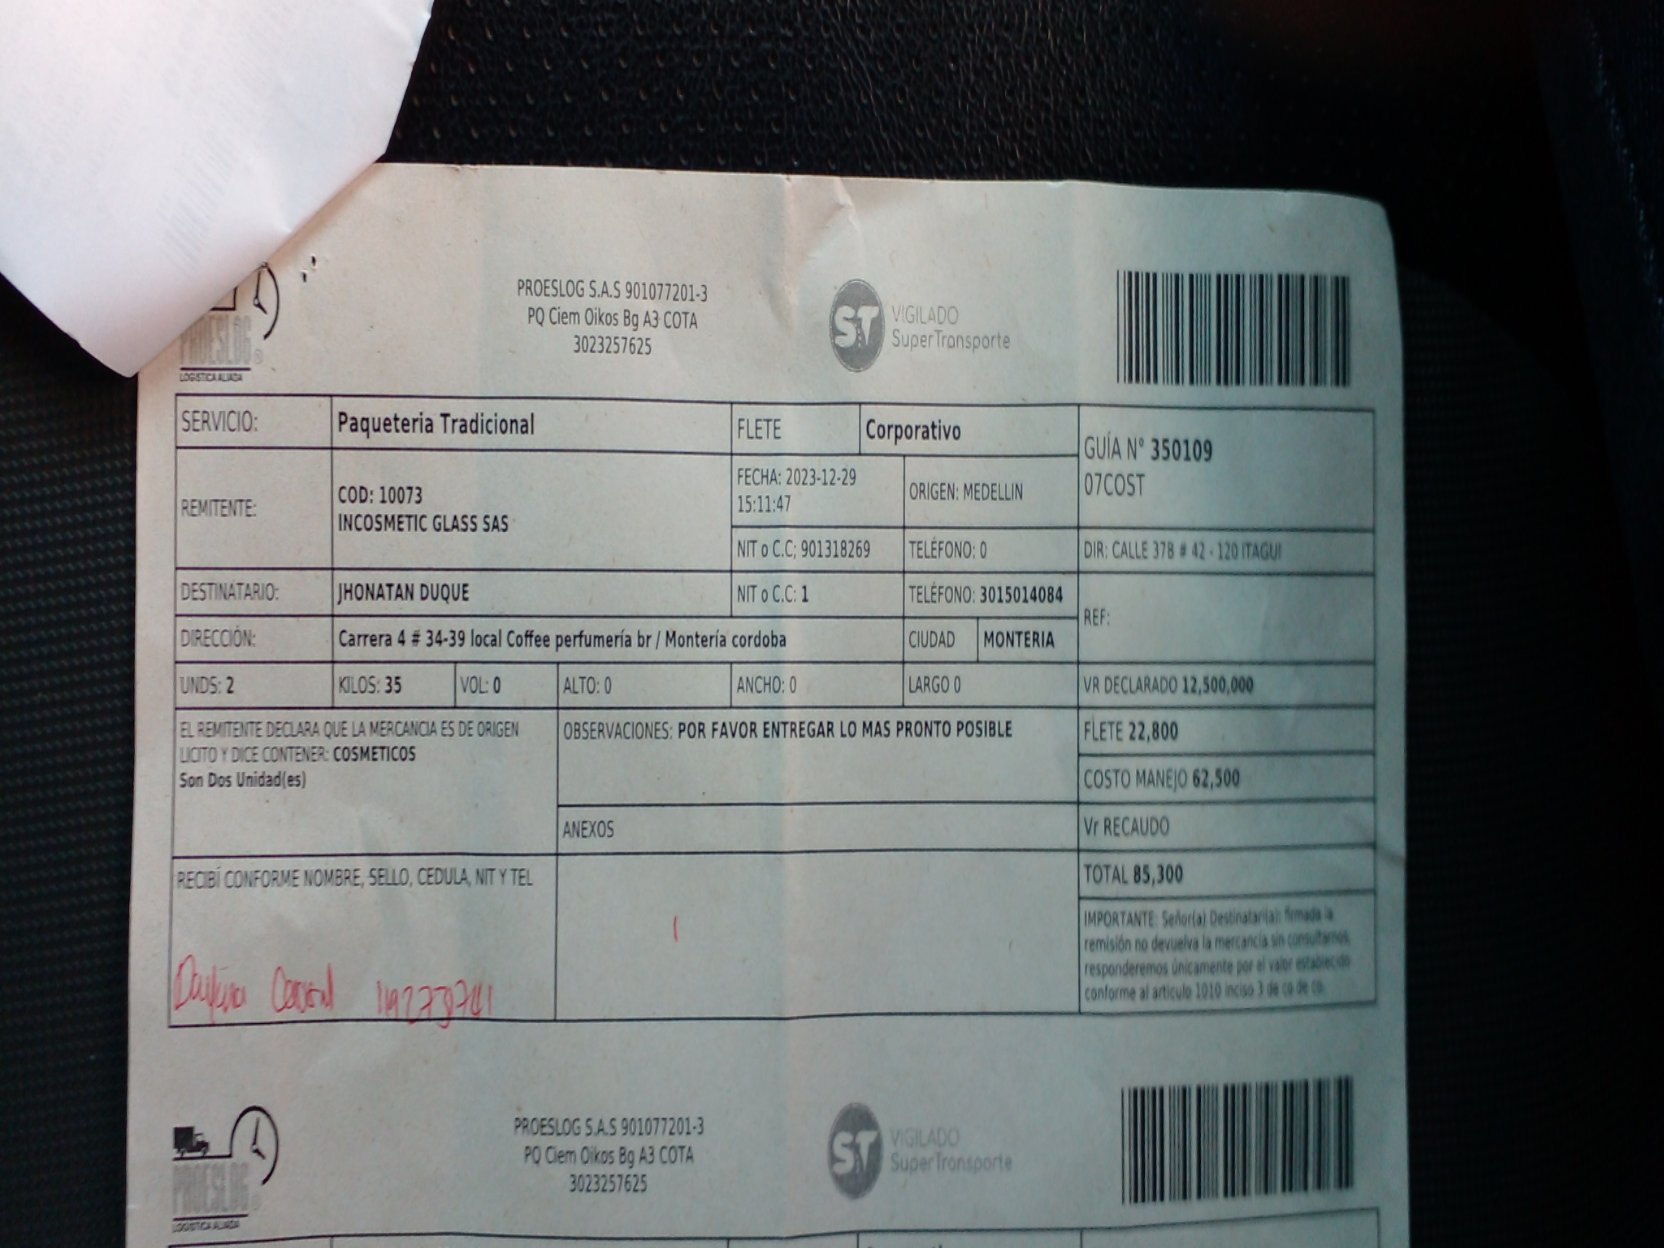 PROESLOG
LOGISTICA ALIADA
PROESLOG S.A.S 901077201-3
PQ Ciem Oikos Bg A3 COTA
3023257625
ST VIGILADO
SuperTransporte
SERVICIO: Paqueteria Tradicional FLETE Corporativo
GUÍA N° 350109
07COST
REMITENTE: COD: 10073
INCOSMETIC GLASS SAS
FECHA: 2023-12-29
15:11:47
ORIGEN: MEDELLIN
NIT o C.C; 901318269 TELÉFONO: 0 DIR: CALLE 37B # 42 - 120 ITAGUI
DESTINATARIO: JHONATAN DUQUE NIT o C.C: 1 TELÉFONO: 3015014084
REF:
DIRECCIÓN: Carrera 4 # 34-39 local Coffee perfumería br / Montería cordoba CIUDAD MONTERIA
UNDS: 2 KILOS: 35 VOL: 0 ALTO: 0 ANCHO: 0 LARGO 0 VR DECLARADO 12,500,000
EL REMITENTE DECLARA QUE LA MERCANCIA ES DE ORIGEN
LICITO Y DICE CONTENER: COSMETICOS
Son Dos Unidad(es)
OBSERVACIONES: POR FAVOR ENTREGAR LO MAS PRONTO POSIBLE
FLETE 22,800
COSTO MANEJO 62,500
ANEXOS
Vr RECAUDO
RECIBÍ CONFORME NOMBRE, SELLO, CEDULA, NIT Y TEL
TOTAL 85,300
IMPORTANTE: Señor(a) Destinatari(a): firmada la
remisión no devuelva la mercancía sin consultarnos,
responderemos únicamente por el valor establecido
conforme al articulo 1010 inciso 3 de co de co.
PROESLOG
LOGISTICA ALIADA
PROESLOG S.A.S 901077201-3
PQ Ciem Oikos Bg A3 COTA
3023257625
ST VIGILADO
SuperTransporte